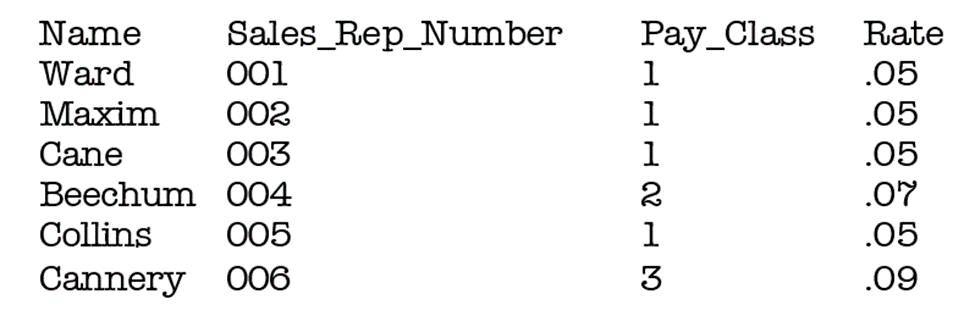 Name Sales_Rep_Number Pay_Class Rate
Ward 001 1 .05
Maxim 002 1 .05
Cane 003 1 .05
Beechum 004 2 .07
Collins 005 1 .05
Cannery 006 3 .09